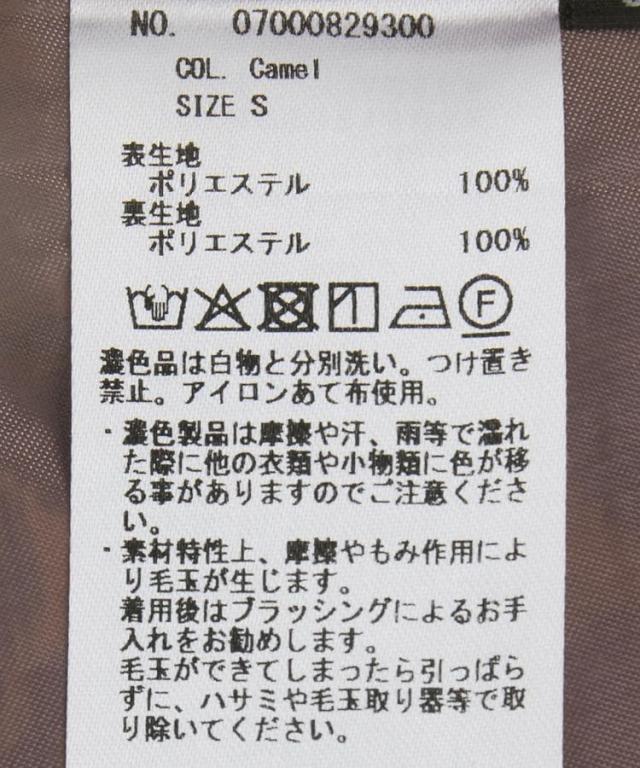 NO. 07000829300
COL. Camel
SIZE S
表生地
ポリエステル 100%
裏生地
ポリエステル 100%
F
濃色品は白物と分別洗い。つけ置き
禁止。アイロンあて布使用。
・濃色製品は摩擦や汗、雨等で濡れ
た際に他の衣類や小物類に色が移
る事がありますのでご注意くださ
い。
・素材特性上、摩擦やもみ作用によ
り毛玉が生じます。
着用後はブラッシングによるお手
入れをお勧めします。
毛玉ができてしまったら引っぱら
ずに、ハサミや毛玉取り器等で取
り除いてください。